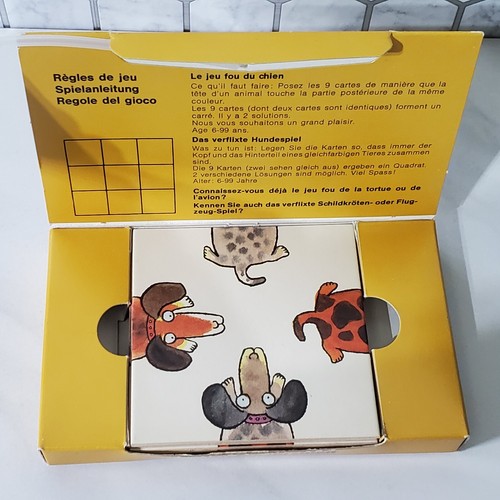 Règles de jeu
Spielanleitung
Regole del gioco
Le jeu fou du chien
Ce qu'il faut faire: Posez les 9 cartes de manière que la
tête d'un animal touche la partie postérieure de la même
couleur.
Les 9 cartes (dont deux cartes sont identiques) forment un
carré. Il y a 2 solutions.
Nous vous souhaitons un grand plaisir.
Age 6-99 ans.
Das verflixte Hundespiel
Was zu tun ist: Legen Sie die Karten so, dass immer der
Kopf und das Hinterteil eines gleichfarbigen Tieres zusammen
sind.
Die 9 Karten (zwei sehen gleich aus) ergeben ein Quadrat.
2 verschiedene Lösungen sind möglich. Viel Spass!
Alter: 6-99 Jahre
Connaissez-vous déjà le jeu fou de la tortue ou de
l'avion?
Kennen Sie auch das verflixte Schildkröten- oder Flug-
zeug-Spiel?